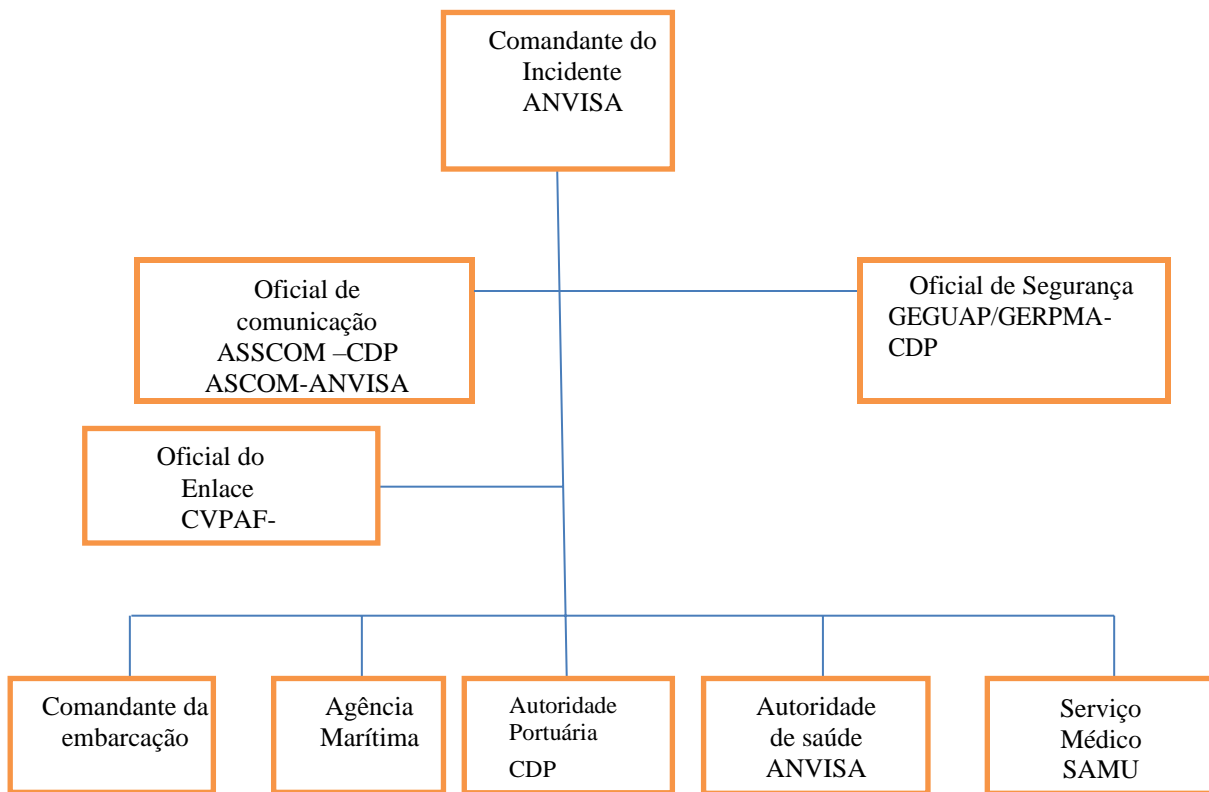 Comandante do
Incidente
ANVISA
Oficial de
comunicação
ASSCOM –CDP
ASCOM-ANVISA
Oficial de Segurança
GEGUAP/GERPMA-
CDP
Oficial do
Enlace
CVPAF-
Comandante da
embarcação
Agência
Marítima
Autoridade
Portuária
CDP
Autoridade
de saúde
ANVISA
Serviço
Médico
SAMU